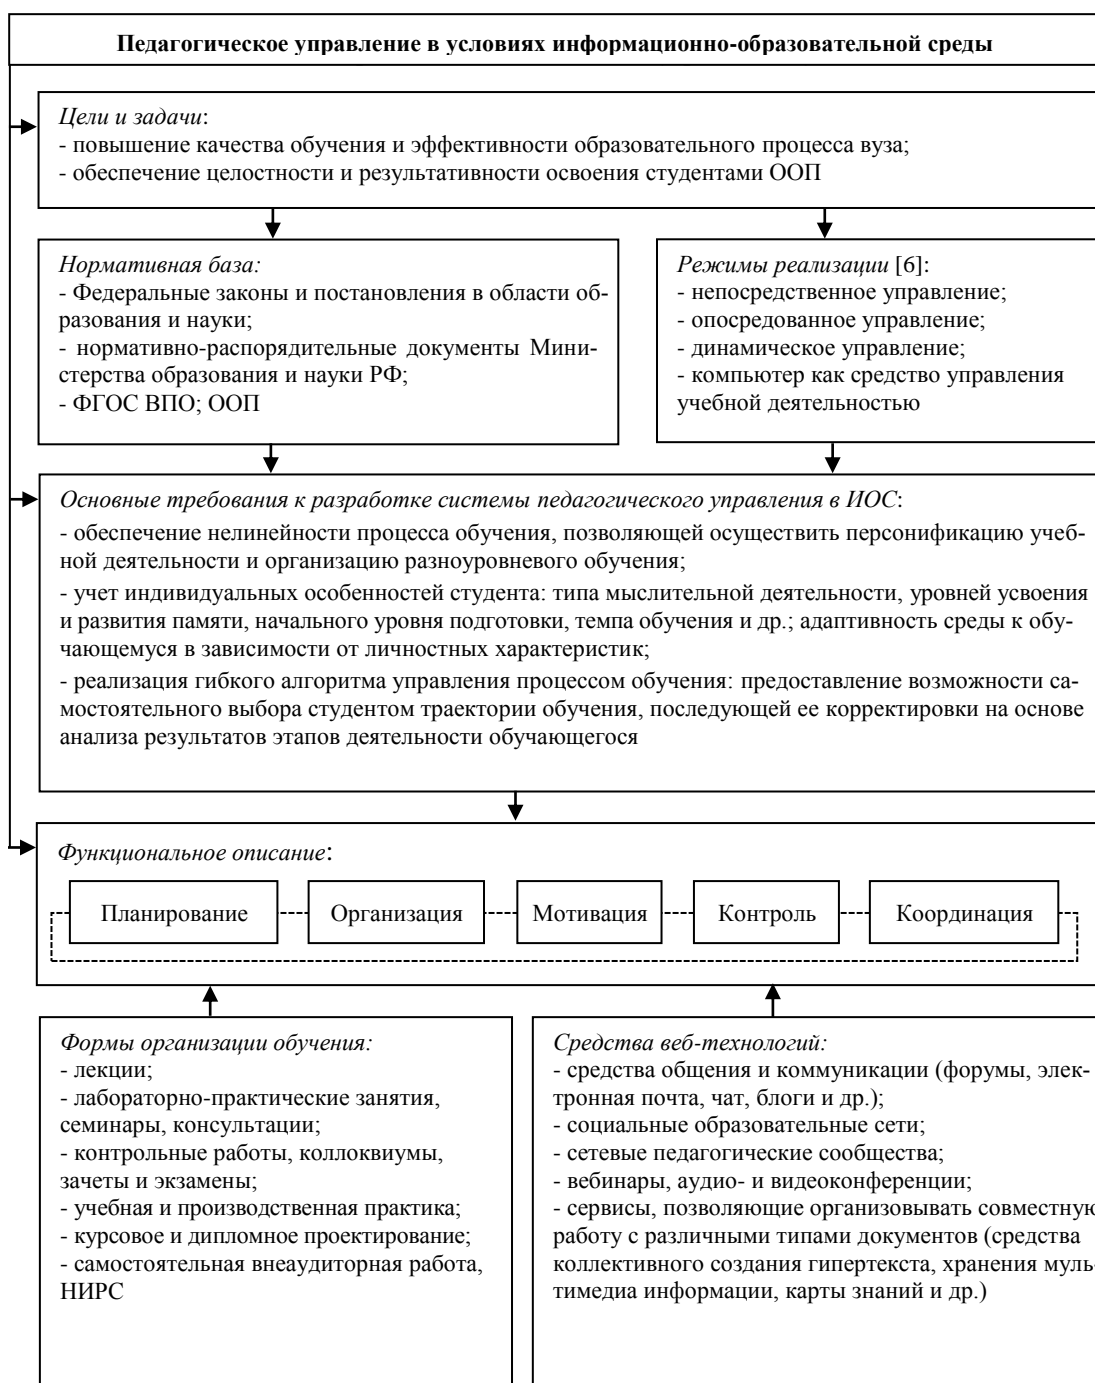 Педагогическое управление в условиях информационно-образовательной среды
Цели и задачи:
- повышение качества обучения и эффективности образовательного процесса вуза;
- обеспечение целостности и результативности освоения студентами ООП
Нормативная база:
- Федеральные законы и постановления в области об-
разования и науки;
- нормативно-распорядительные документы Мини-
стерства образования и науки РФ;
- ФГОС ВПО; ООП
Режимы реализации [6]:
- непосредственное управление;
- опосредованное управление;
- динамическое управление;
- компьютер как средство управления
учебной деятельностью
Основные требования к разработке системы педагогического управления в ИОС:
- обеспечение нелинейности процесса обучения, позволяющей осуществить персонификацию учеб-
ной деятельности и организацию разноуровневого обучения;
- учет индивидуальных особенностей студента: типа мыслительной деятельности, уровней усвоения
и развития памяти, начального уровня подготовки, темпа обучения и др.; адаптивность среды к обу-
чающемуся в зависимости от личностных характеристик;
- реализация гибкого алгоритма управления процессом обучения: предоставление возможности са-
мостоятельного выбора студентом траектории обучения, последующей ее корректировки на основе
анализа результатов этапов деятельности обучающегося
Функциональное описание:
Планирование
Организация
Мотивация
Контроль
Координация
Формы организации обучения:
- лекции;
- лабораторно-практические занятия,
семинары, консультации;
- контрольные работы, коллоквиумы,
зачеты и экзамены;
- учебная и производственная практика;
- курсовое и дипломное проектирование;
- самостоятельная внеаудиторная работа,
НИРС
Средства веб-технологий:
- средства общения и коммуникации (форумы, элек-
тронная почта, чат, блоги и др.);
- социальные образовательные сети;
- сетевые педагогические сообщества;
- вебинары, аудио- и видеоконференции;
- сервисы, позволяющие организовывать совместную
работу с различными типами документов (средства
коллективного создания гипертекста, хранения муль-
тимедиа информации, карты знаний и др.)